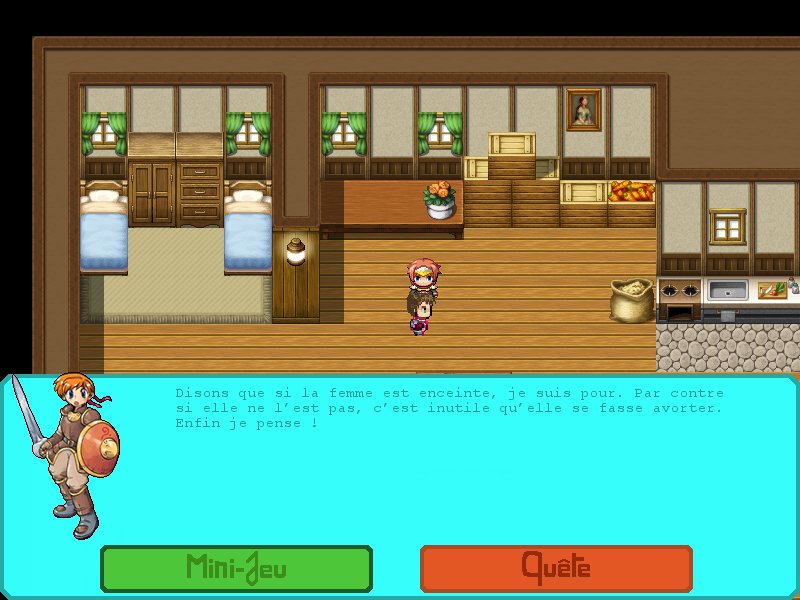 Disons que si la femme est enceinte, je suis pour. Par contre
si elle ne l'est pas, c'est inutile qu'elle se fasse avorter.
Enfin je pense !
Mini-Jeu
Quête